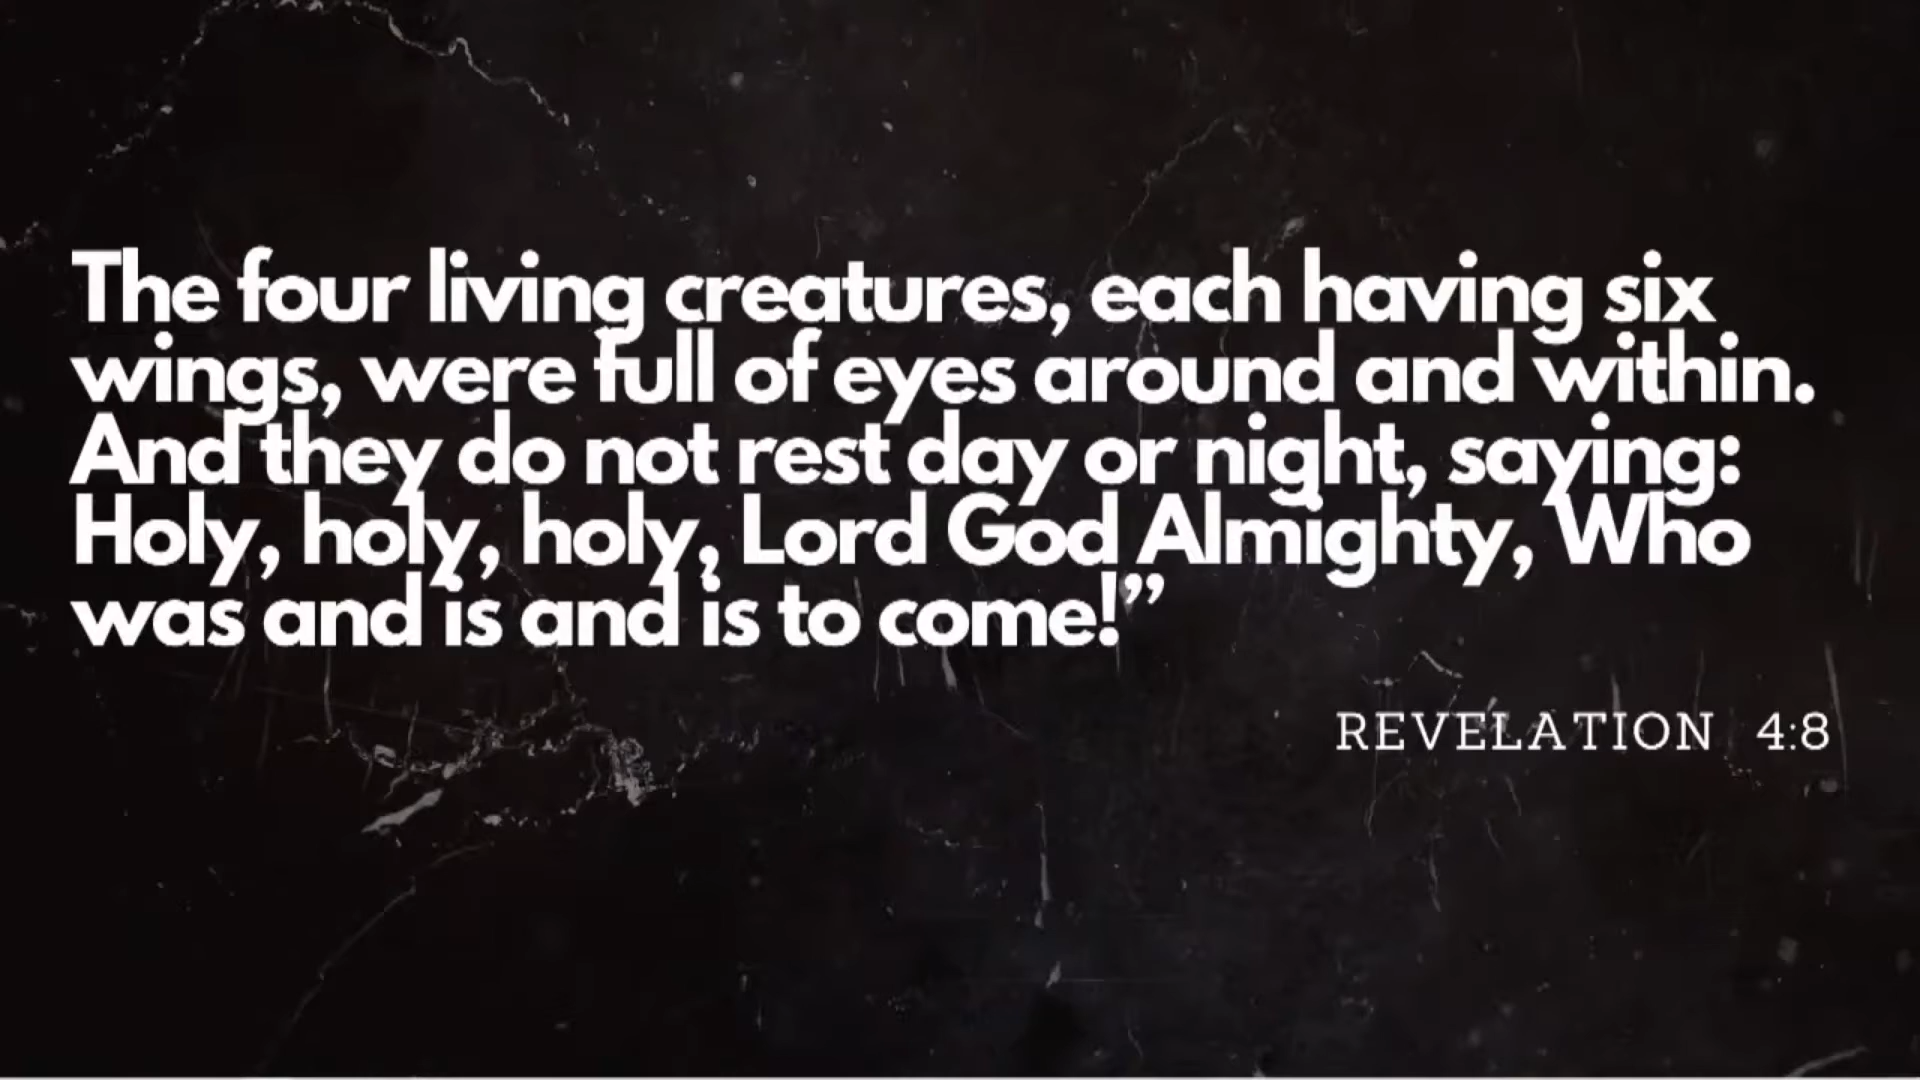 The four living creatures, each having six
wings, were full of eyes around and within.
And they do not rest day or night, saying:
Holy, holy, holy, Lord God Almighty, Who
was and is and is to come!”
REVELATION 4:8